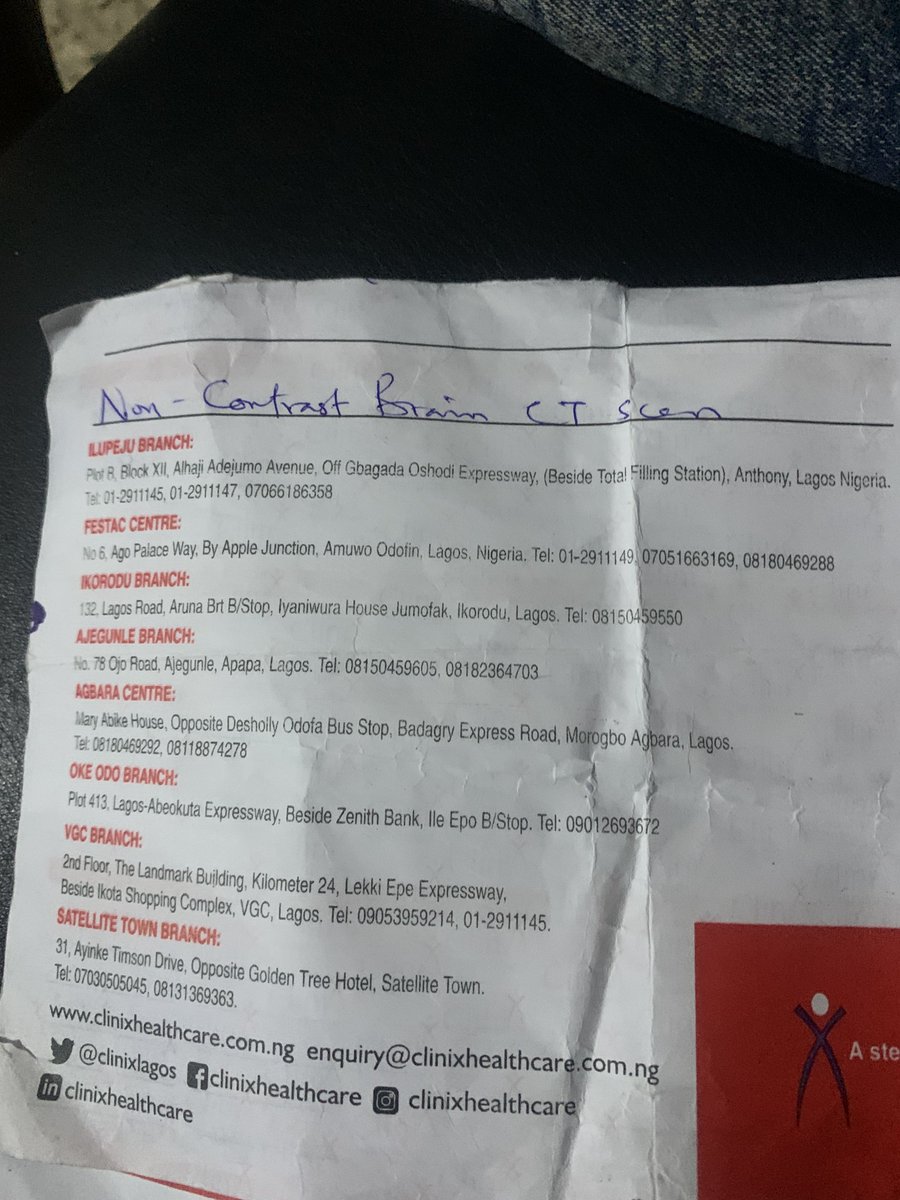 Non-Contrast Brain CT Scan
ILUPEJU BRANCH:
Plot 8, Block XII, Alhaji Adejumo Avenue, Off Gbagada Oshodi Expressway, (Beside Total Filling Station), Anthony, Lagos Nigeria.
Tel: 01-2911145, 01-2911147, 07066186358
FESTAC CENTRE:
No 6, Ago Palace Way, By Apple Junction, Amuwo Odofin, Lagos, Nigeria. Tel: 01-2911149, 07051663169, 08180469288
IKORODU BRANCH:
132, Lagos Road, Aruna Brt B/Stop, Iyaniwura House Jumofak, Ikorodu, Lagos. Tel: 08150459550
AJEGUNLE BRANCH:
No. 78 Ojo Road, Ajegunle, Apapa, Lagos. Tel: 08150459605, 08182364703
AGBARA CENTRE:
Mary Abike House, Opposite Desholly Odofa Bus Stop, Badagry Express Road, Morogbo Agbara, Lagos.
Tel: 08180469292, 08118874278
OKE ODO BRANCH:
Plot 413, Lagos-Abeokuta Expressway, Beside Zenith Bank, Ile Epo B/Stop. Tel: 09012693672
VGC BRANCH:
2nd Floor, The Landmark Building, Kilometer 24, Lekki Epe Expressway,
Beside Ikota Shopping Complex, VGC, Lagos. Tel: 09053959214, 01-2911145.
SATELLITE TOWN BRANCH:
31, Ayinke Timson Drive, Opposite Golden Tree Hotel, Satellite Town.
Tel: 07030505045, 08131369363.
www.clinixhealthcare.com.ng enquiry@clinixhealthcare.com.ng
@clinixlagos clinixhealthcare clinixhealthcare
in clinixhealthcare
A ste